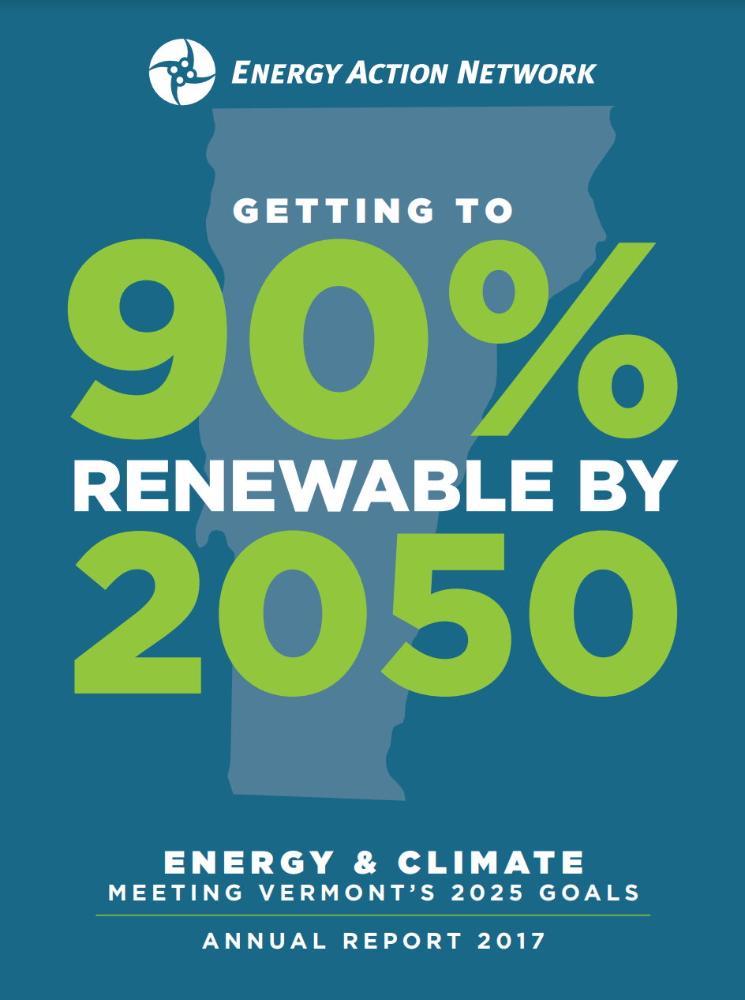 ENERGY ACTION NETWORK
GETTING TO
90%
RENEWABLE BY
2050
ENERGY & CLIMATE
MEETING VERMONT’S 2025 GOALS
ANNUAL REPORT 2017